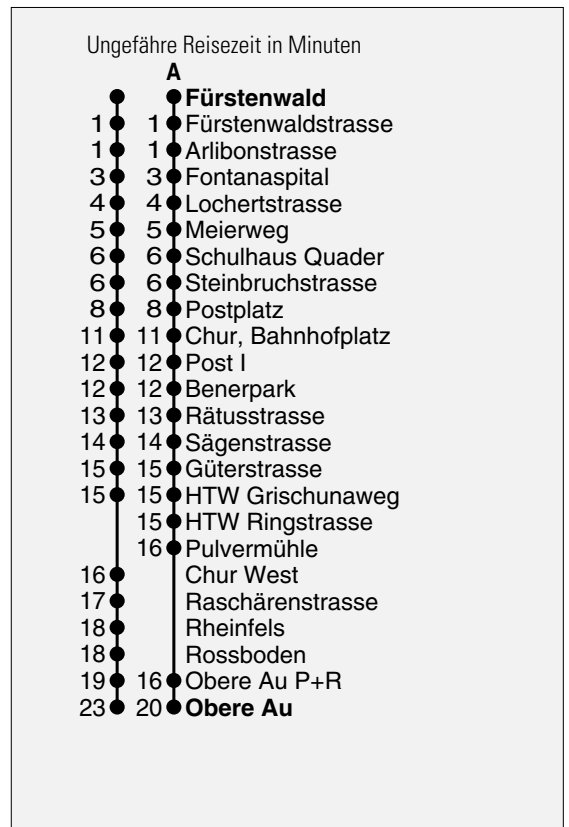 Ungefähre Reisezeit in Minuten
A
Fürstenwald
1 1 Fürstenwaldstrasse
1 1 Arlibonstrasse
3 3 Fontanaspital
4 4 Lochertstrasse
5 5 Meierweg
6 6 Schulhaus Quader
6 6 Steinbruchstrasse
8 8 Postplatz
11 11 Chur, Bahnhofplatz
12 12 Post I
12 12 Benerpark
13 13 Rätusstrasse
14 14 Sägenstrasse
15 15 Güterstrasse
15 15 HTW Grischunaweg
15 HTW Ringstrasse
16 Pulvermühle
16 Chur West
17 Raschärenstrasse
18 Rheinfels
18 Rossboden
19 16 Obere Au P+R
23 20 Obere Au